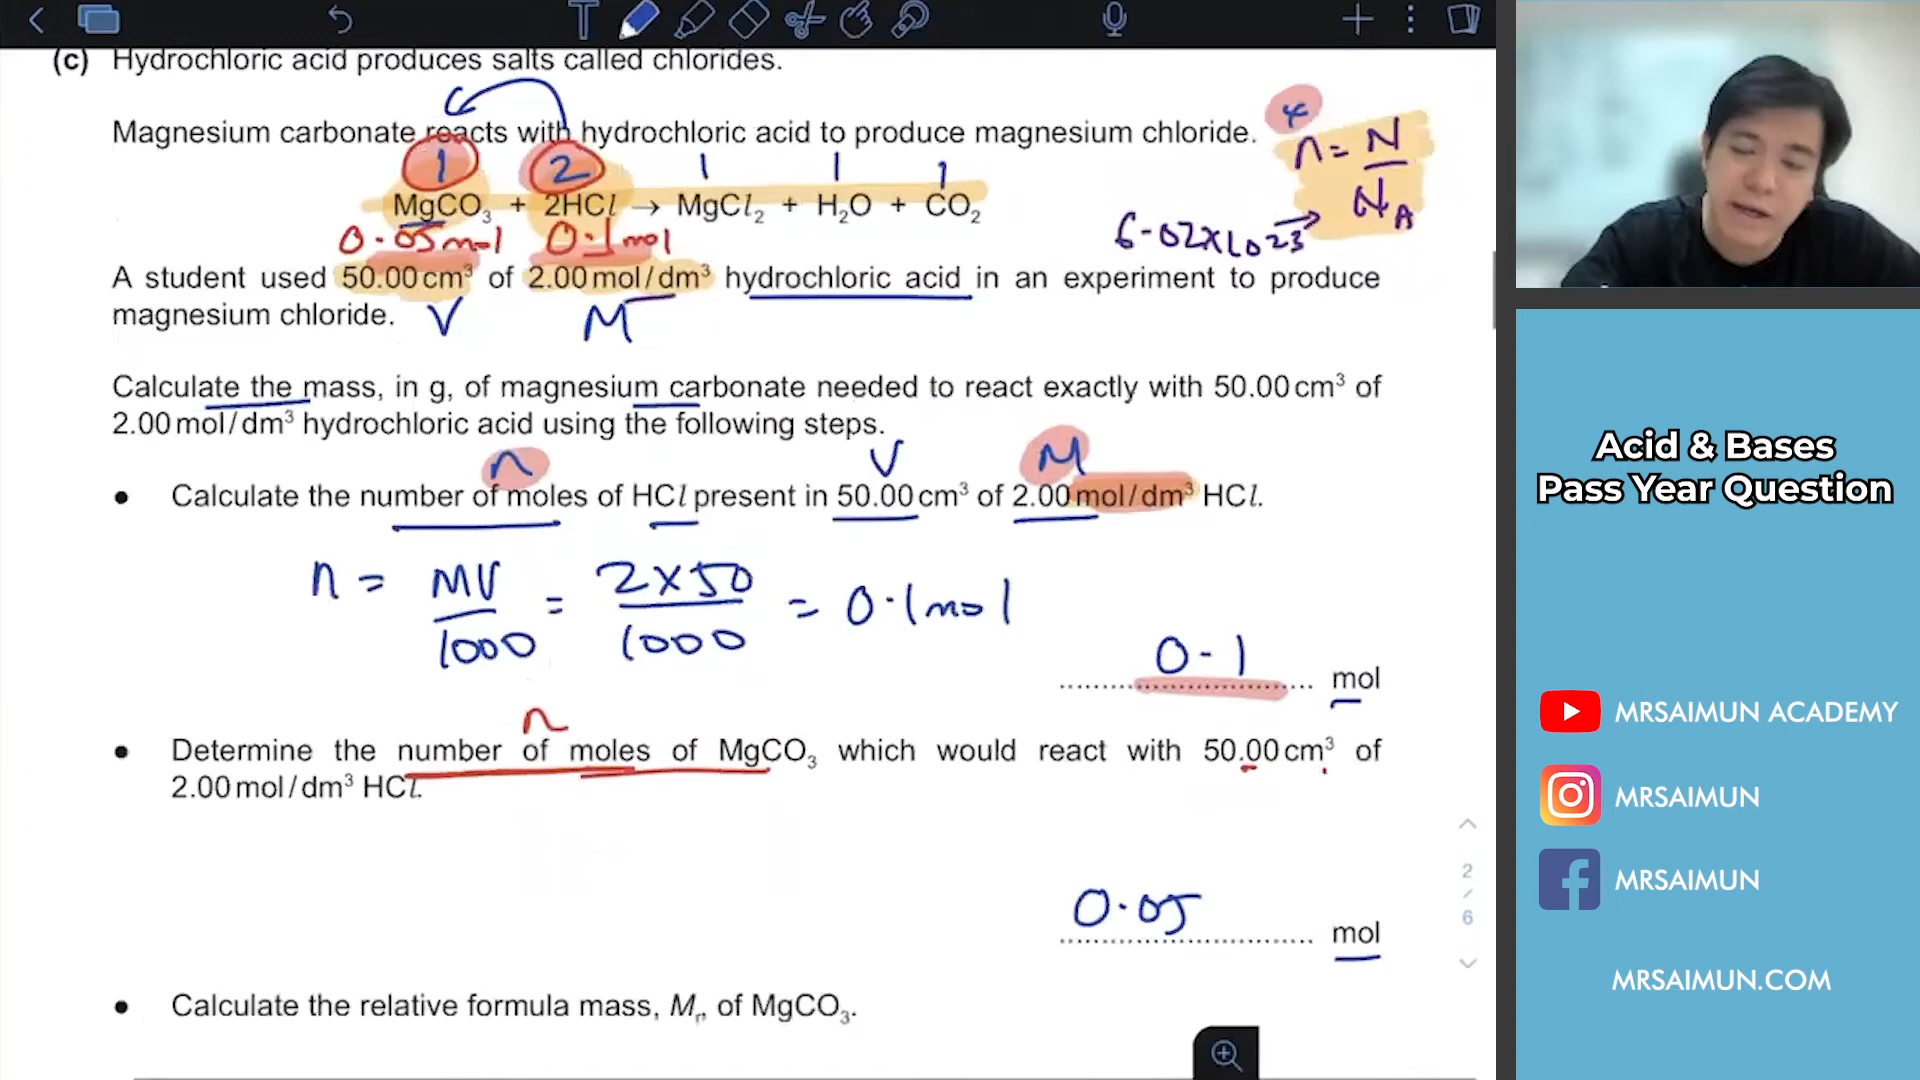 (c) Hydrochloric acid produces salts called chlorides.
Magnesium carbonate reacts with hydrochloric acid to produce magnesium chloride.
n = N / N_A
1 2 1 1 1
MgCO₃ + 2HCl → MgCl₂ + H₂O + CO₂
6.02x10 23
0.05mol 0.1mol
A student used 50.00 cm³ of 2.00 mol/dm³ hydrochloric acid in an experiment to produce
magnesium chloride.
V M
Calculate the mass, in g, of magnesium carbonate needed to react exactly with 50.00 cm³ of
2.00 mol/dm³ hydrochloric acid using the following steps.
n V M
• Calculate the number of moles of HCl present in 50.00 cm³ of 2.00 mol/dm³ HCl.
n = MV / 1000 = 2 x 50 / 1000 = 0.1mol
0.1
.............................. mol
n
• Determine the number of moles of MgCO₃ which would react with 50.00 cm³ of
2.00 mol/dm³ HCl.
0.05
.............................. mol
• Calculate the relative formula mass, Mr, of MgCO₃.
2
/
6
Acid & Bases
Pass Year Question
MRSAIMUN ACADEMY
MRSAIMUN
MRSAIMUN
MRSAIMUN.COM